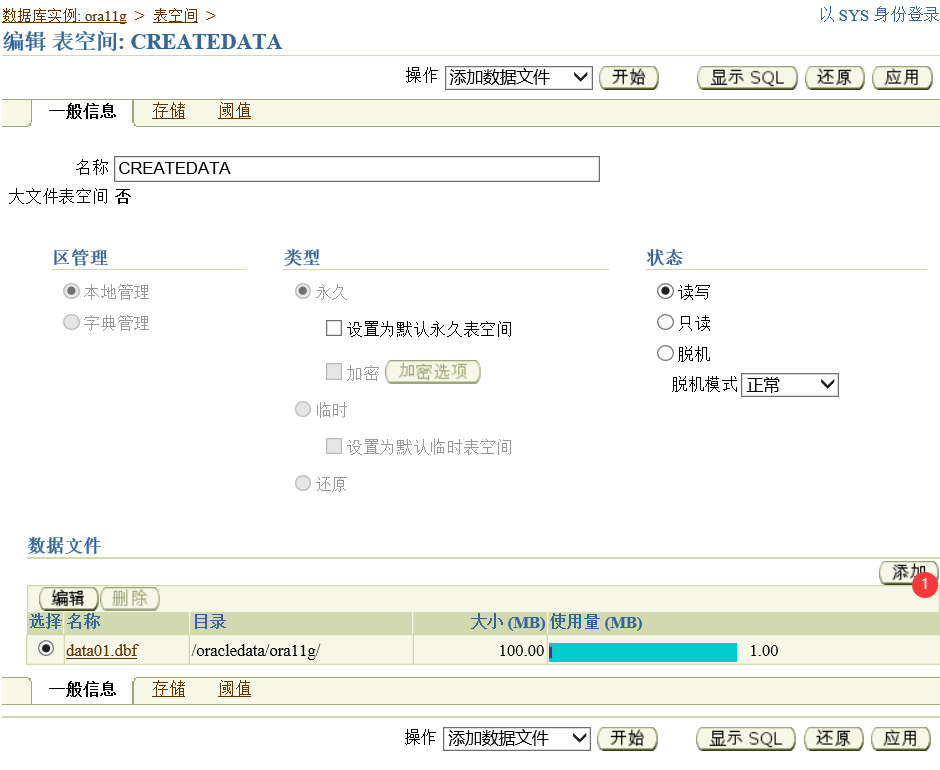 数据库实例: ora11g > 表空间 >
以 SYS 身份登录
编辑 表空间: CREATEDATA
操作 添加数据文件 开始 显示 SQL 还原 应用
一般信息 存储 阈值
名称 CREATEDATA
大文件表空间 否
区管理 类型 状态
本地管理 永久 读写
字典管理 只读
设置为默认永久表空间
脱机
加密 加密选项
脱机模式 正常
临时
设置为默认临时表空间
还原
数据文件
添加
1
编辑 删除
选择 名称 目录 大小 (MB) 使用量 (MB)
data01.dbf /oracledata/ora11g/ 100.00 1.00
一般信息 存储 阈值
操作 添加数据文件 开始 显示 SQL 还原 应用